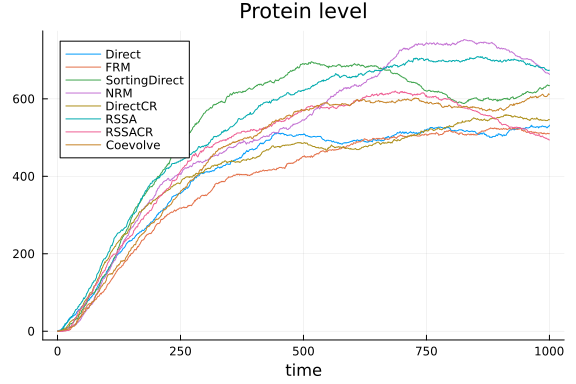 Protein level
Direct
FRM
SortingDirect
NRM
DirectCR
RSSA
RSSACR
Coevolve
600
400
200
0
0 250 500 750 1000
time